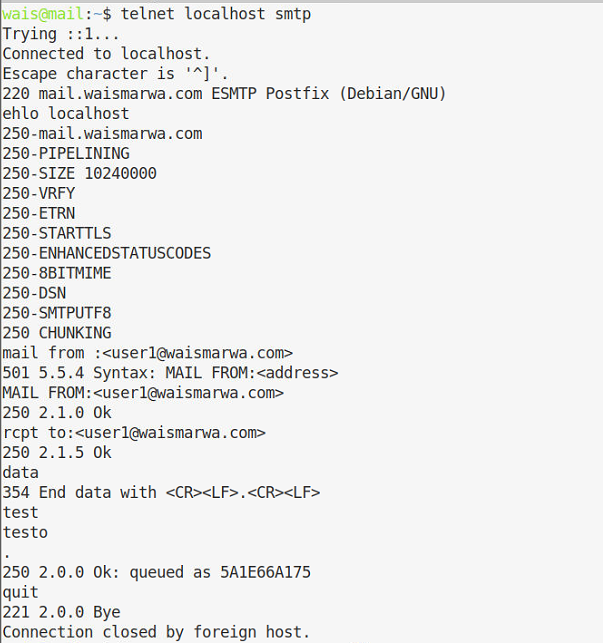 wais@mail:~$ telnet localhost smtp
Trying ::1...
Connected to localhost.
Escape character is '^]'.
220 mail.waismarwa.com ESMTP Postfix (Debian/GNU)
ehlo localhost
250-mail.waismarwa.com
250-PIPELINING
250-SIZE 10240000
250-VRFY
250-ETRN
250-STARTTLS
250-ENHANCEDSTATUSCODES
250-8BITMIME
250-DSN
250-SMTPUTF8
250 CHUNKING
mail from :<user1@waismarwa.com>
501 5.5.4 Syntax: MAIL FROM:<address>
MAIL FROM:<user1@waismarwa.com>
250 2.1.0 Ok
rcpt to:<user1@waismarwa.com>
250 2.1.5 Ok
data
354 End data with <CR><LF>.<CR><LF>
test
testo
.
250 2.0.0 Ok: queued as 5A1E66A175
quit
221 2.0.0 Bye
Connection closed by foreign host.